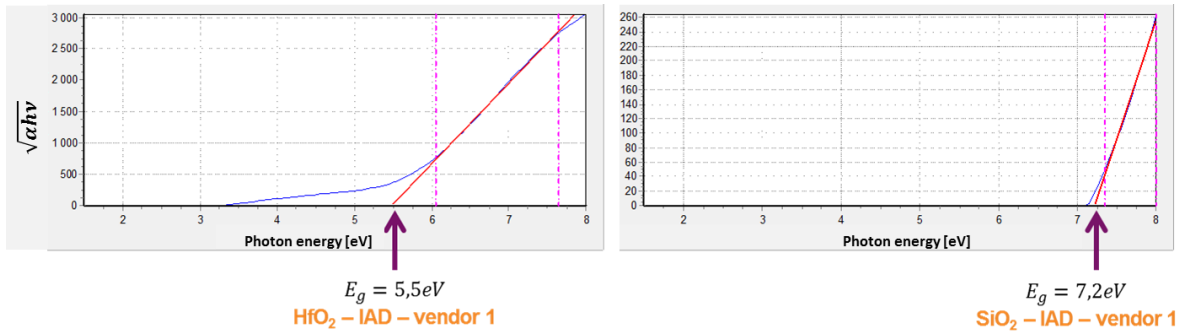 √αhν
3 000
2 500
2 000
1 500
1 000
500
0
2 3 4 5 6 7 8
Photon energy [eV]
E_g = 5,5eV
HfO₂ – IAD – vendor 1
260
240
220
200
180
160
140
120
100
80
60
40
20
0
2 3 4 5 6 7 8
Photon energy [eV]
E_g = 7,2eV
SiO₂ – IAD – vendor 1